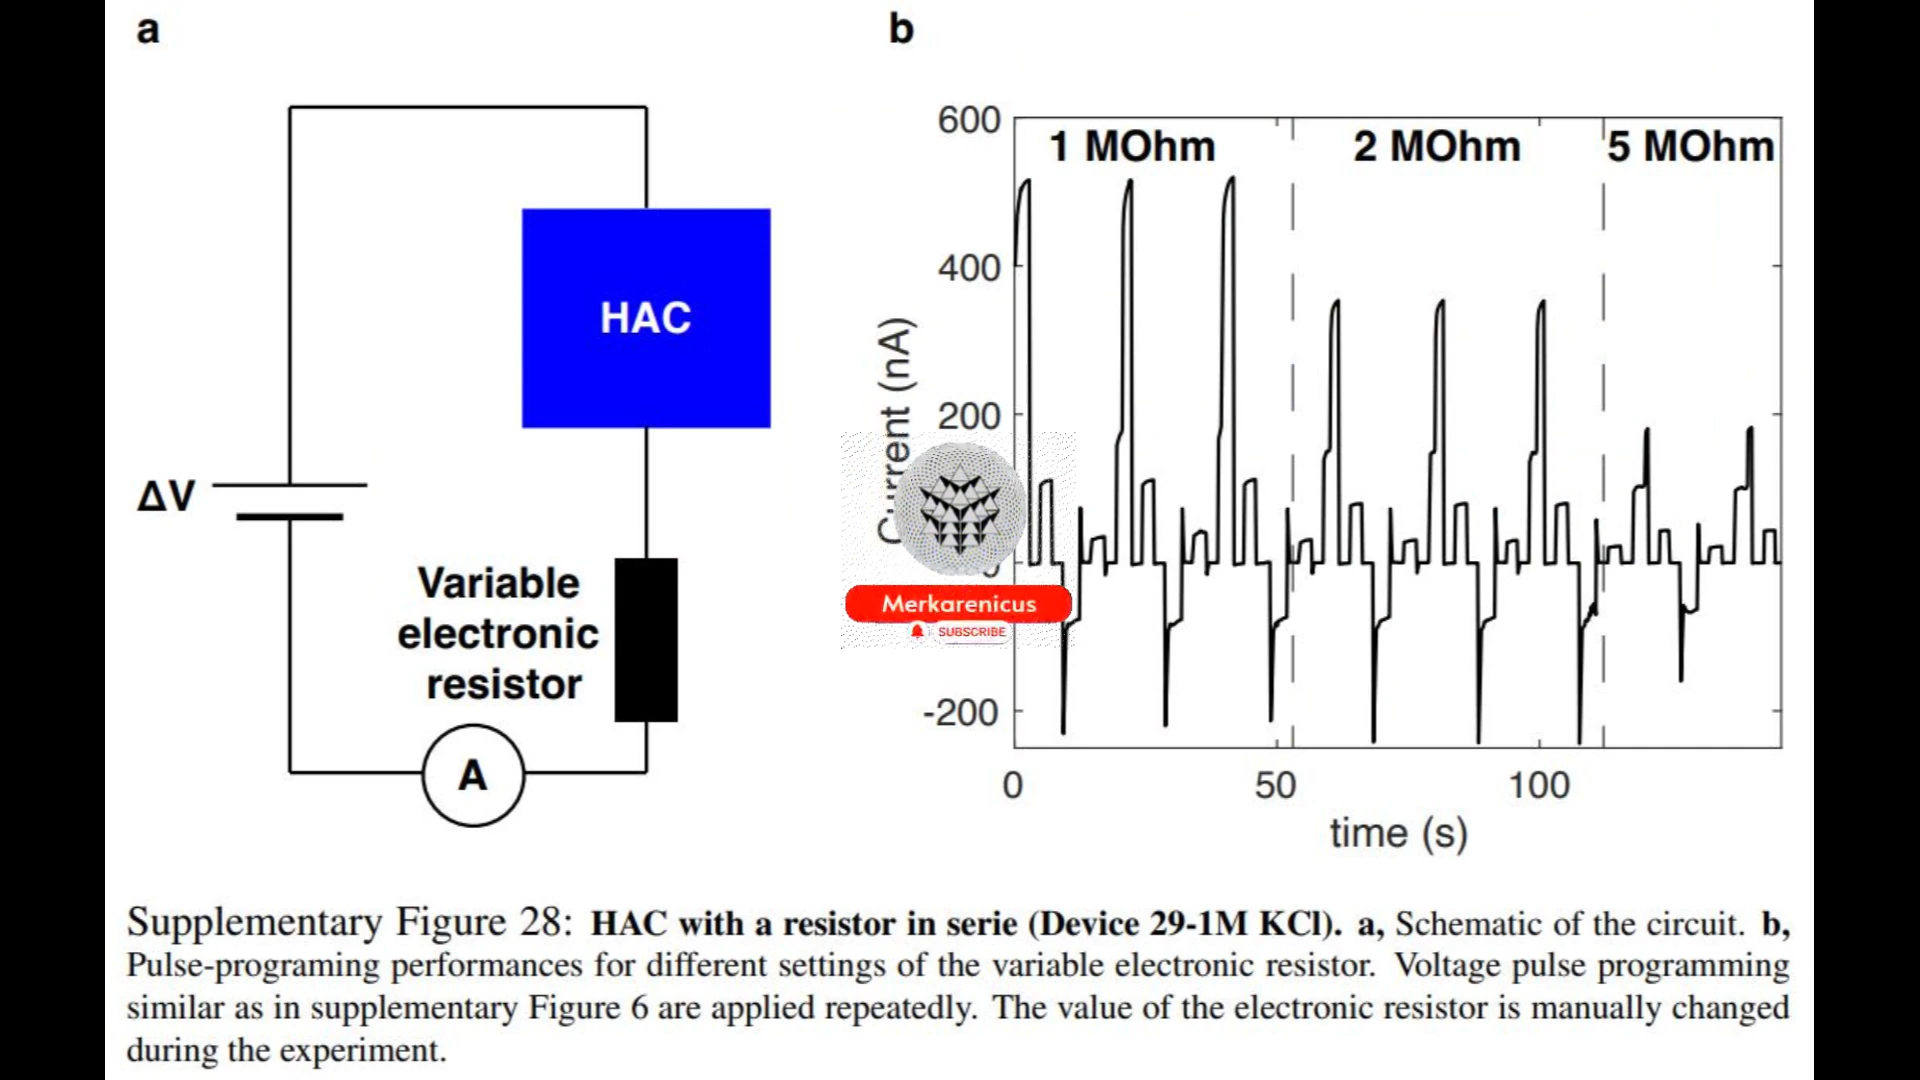 a
b
HAC
ΔV
Variable
electronic
resistor
A
600
400
200
0
-200
Current (nA)
1 MOhm
2 MOhm
5 MOhm
0
50
100
time (s)
Merkarenicus
SUBSCRIBE
Supplementary Figure 28: HAC with a resistor in serie (Device 29-1M KCl). a, Schematic of the circuit. b,
Pulse-programing performances for different settings of the variable electronic resistor. Voltage pulse programming
similar as in supplementary Figure 6 are applied repeatedly. The value of the electronic resistor is manually changed
during the experiment.